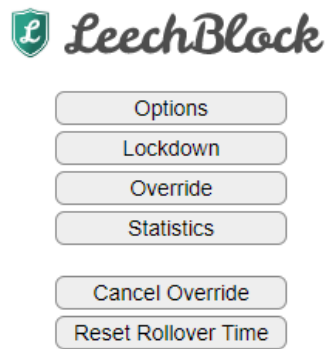 LeechBlock
Options
Lockdown
Override
Statistics
Cancel Override
Reset Rollover Time